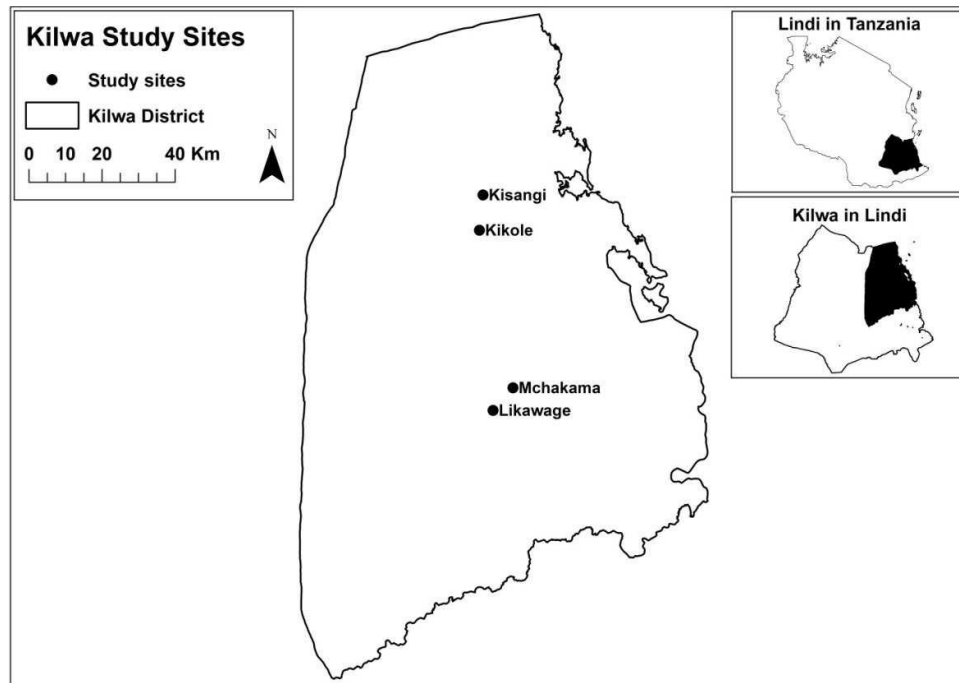 Kilwa Study Sites
Study sites
Kilwa District
0 10 20 40 Km
N
Kisangi
Kikole
Mchakama
Likawage
Lindi in Tanzania
Kilwa in Lindi